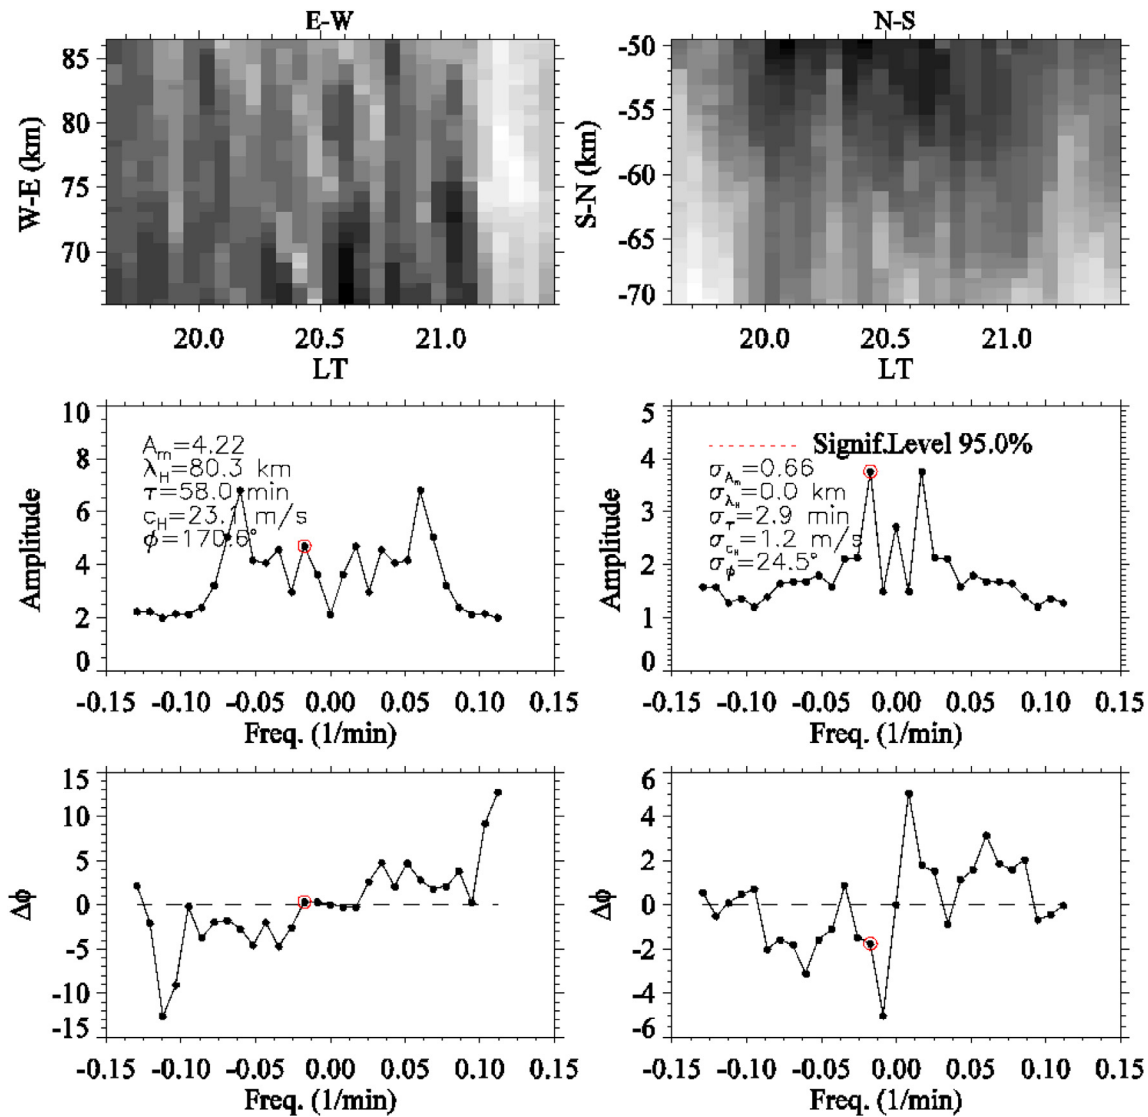 E-W
N-S
W-E (km)
85
80
75
70
20.0 20.5 21.0
LT
S-N (km)
-50
-55
-60
-65
-70
20.0 20.5 21.0
LT
Amplitude
10
8
6
4
2
0
Aₘ=4.22
λ_H=80.3 km
τ=58.0 min
c_H=23.1 m/s
ϕ=170.6°
-0.15 -0.10 -0.05 0.00 0.05 0.10 0.15
Freq. (1/min)
Amplitude
5
4
3
2
1
0
Signif.Level 95.0%
σ_Aₘ=0.66
σ_λ_H=0.0 km
σ_τ=2.9 min
σ_c_H=1.2 m/s
σ_ϕ=24.5°
-0.15 -0.10 -0.05 0.00 0.05 0.10 0.15
Freq. (1/min)
Δϕ
15
10
5
0
-5
-10
-15
-0.15 -0.10 -0.05 0.00 0.05 0.10 0.15
Freq. (1/min)
Δϕ
6
4
2
0
-2
-4
-6
-0.15 -0.10 -0.05 0.00 0.05 0.10 0.15
Freq. (1/min)